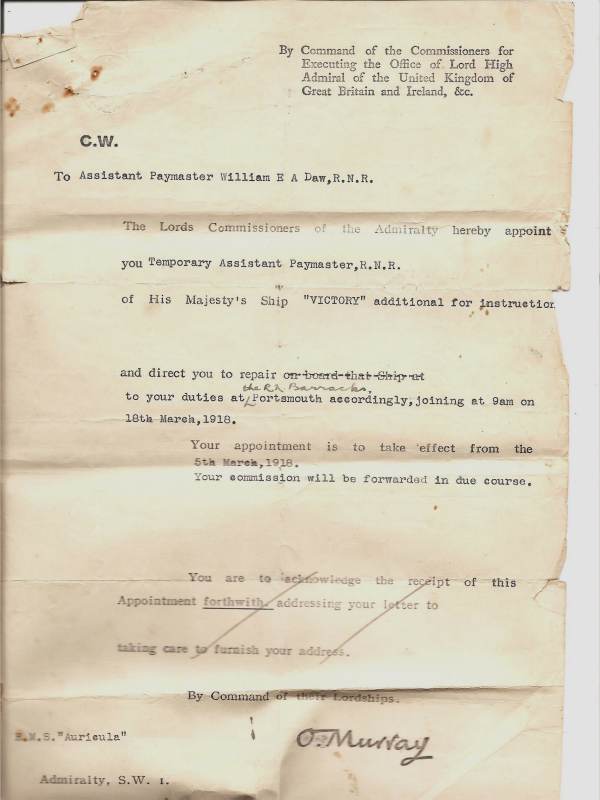 By Command of the Commissioners for
Executing the Office of Lord High
Admiral of the United Kingdom of
Great Britain and Ireland, &c.
C.W.
To Assistant Paymaster William E A Daw,R.N.R.
The Lords Commissioners of the Admiralty hereby appoint
you Temporary Assistant Paymaster,R.N.R.
of His Majesty's Ship "VICTORY" additional for instruction
and direct you to repair on board that Ship at
the R.N. Barracks,
to your duties at Portsmouth accordingly, joining at 9am on
18th March,1918.
Your appointment is to take effect from the
5th March,1918.
Your commission will be forwarded in due course.
You are to acknowledge the receipt of this
Appointment forthwith, addressing your letter to
taking care to furnish your address.
By Command of their Lordships.
O. Murray
H.M.S."Auricula"
Admiralty, S.W. 1.